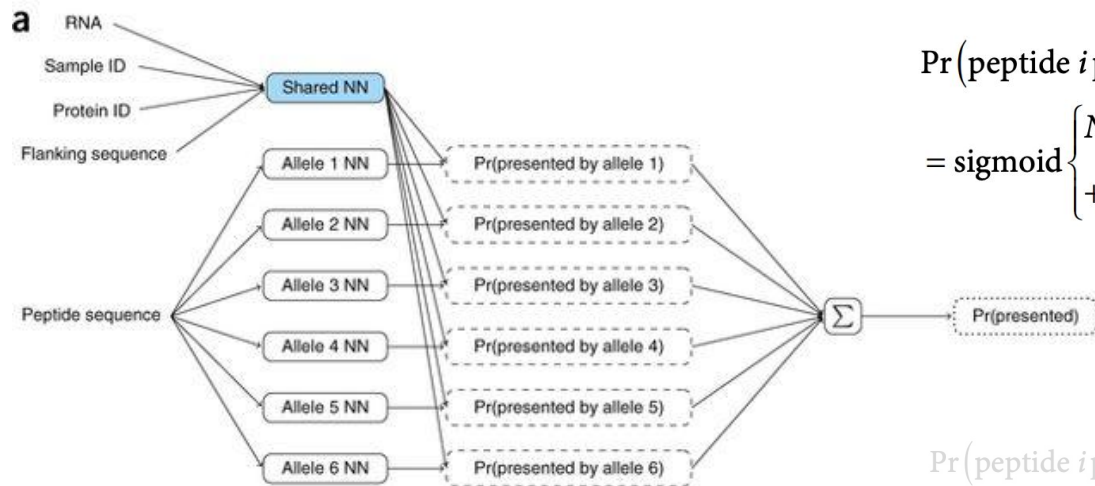 a
RNA
Sample ID
Protein ID
Flanking sequence
Shared NN
Peptide sequence
Allele 1 NN
Allele 2 NN
Allele 3 NN
Allele 4 NN
Allele 5 NN
Allele 6 NN
Pr(presented by allele 1)
Pr(presented by allele 2)
Pr(presented by allele 3)
Pr(presented by allele 4)
Pr(presented by allele 5)
Pr(presented by allele 6)
Σ
Pr(presented)
Pr(peptide i
= sigmoid{
+
Pr(peptide i